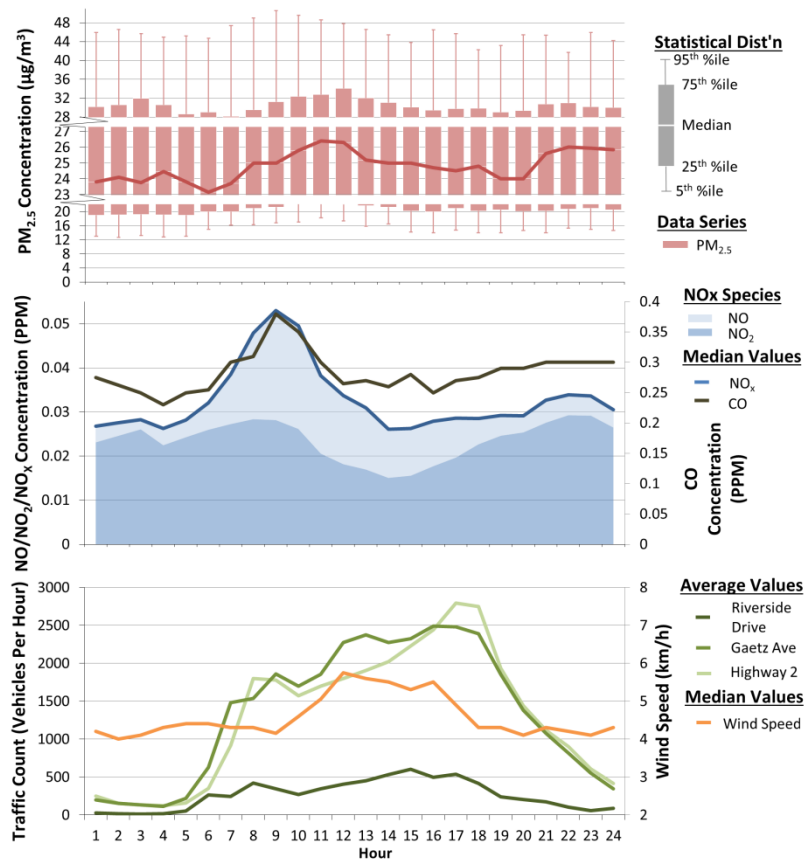 PM2.5 Concentration (µg/m³)
48
44
40
36
32
28
27
26
25
24
23
20
16
12
8
4
0
Statistical Dist'n
95th %ile
75th %ile
Median
25th %ile
5th %ile
Data Series
PM2.5
NO/NO2/NOX Concentration (PPM)
0.05
0.04
0.03
0.02
0.01
0
0.4
0.35
0.3
0.25
0.2
0.15
0.1
0.05
0
CO
Concentration
(PPM)
NOx Species
NO
NO2
Median Values
NOx
CO
Traffic Count (Vehicles Per Hour)
3000
2500
2000
1500
1000
500
0
8
7
6
5
4
3
2
Wind Speed (km/h)
Average Values
Riverside
Drive
Gaetz Ave
Highway 2
Median Values
Wind Speed
1 2 3 4 5 6 7 8 9 10 11 12 13 14 15 16 17 18 19 20 21 22 23 24
Hour